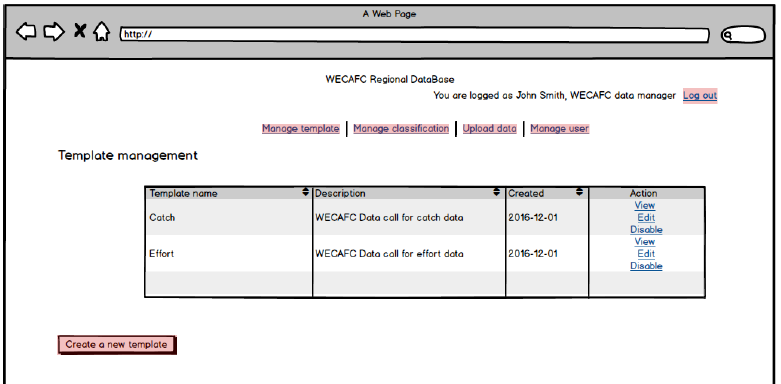 A Web Page
http://
WECAFC Regional DataBase
You are logged as John Smith, WECAFC data manager Log out
Manage template Manage classification Upload data Manage user
Template management
Template name Description Created Action
Catch WECAFC Data call for catch data 2016-12-01 View
Edit
Disable
Effort WECAFC Data call for effort data 2016-12-01 View
Edit
Disable
Create a new template